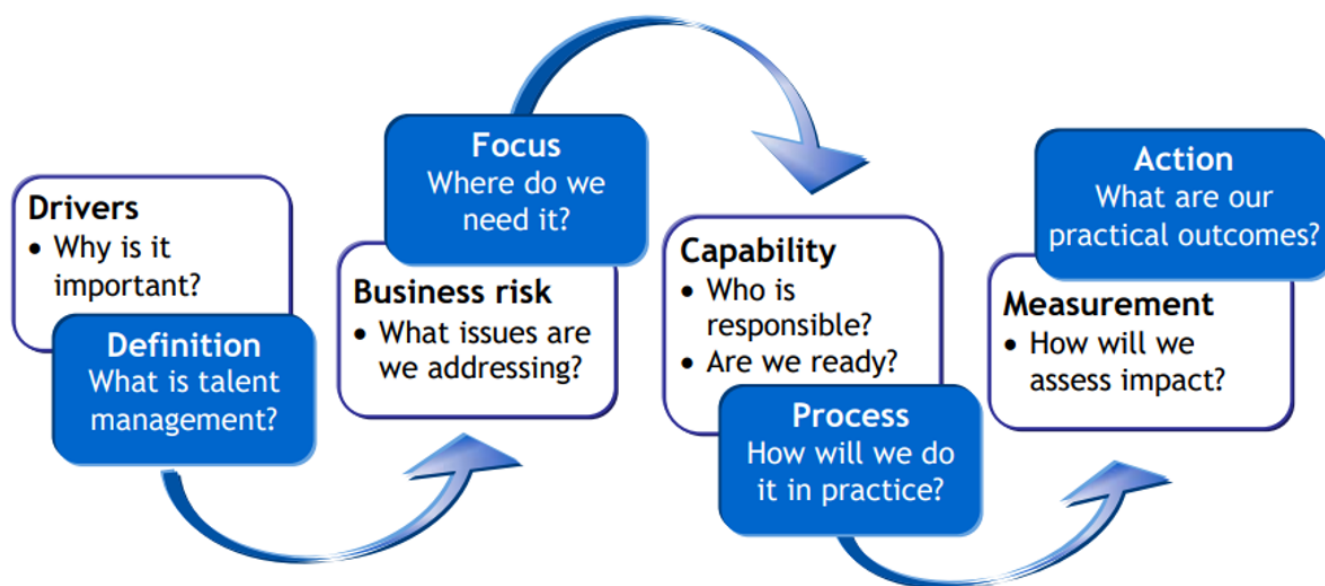 Drivers
• Why is it
important?
Definition
What is talent
management?
Focus
Where do we
need it?
Business risk
• What issues are
we addressing?
Capability
• Who is
responsible?
• Are we ready?
Process
How will we do
it in practice?
Action
What are our
practical outcomes?
Measurement
• How will we
assess impact?